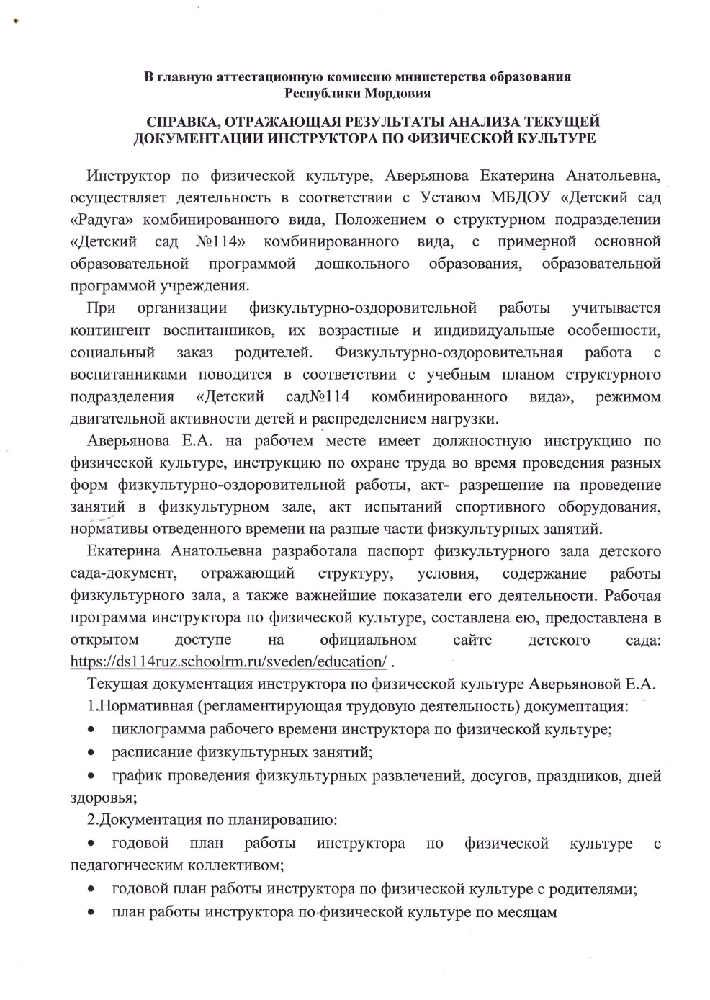 В главную аттестационную комиссию министерства образования
Республики Мордовия
СПРАВКА, ОТРАЖАЮЩАЯ РЕЗУЛЬТАТЫ АНАЛИЗА ТЕКУЩЕЙ
ДОКУМЕНТАЦИИ ИНСТРУКТОРА ПО ФИЗИЧЕСКОЙ КУЛЬТУРЕ
Инструктор по физической культуре, Аверьянова Екатерина Анатольевна,
осуществляет деятельность в соответствии с Уставом МБДОУ «Детский сад
«Радуга» комбинированного вида, Положением о структурном подразделении
«Детский сад №114» комбинированного вида, с примерной основной
образовательной программой дошкольного образования, образовательной
программой учреждения.
При организации физкультурно-оздоровительной работы учитывается
контингент воспитанников, их возрастные и индивидуальные особенности,
социальный заказ родителей. Физкультурно-оздоровительная работа с
воспитанниками поводится в соответствии с учебным планом структурного
подразделения «Детский сад№114 комбинированного вида», режимом
двигательной активности детей и распределением нагрузки.
Аверьянова Е.А. на рабочем месте имеет должностную инструкцию по
физической культуре, инструкцию по охране труда во время проведения разных
форм физкультурно-оздоровительной работы, акт- разрешение на проведение
занятий в физкультурном зале, акт испытаний спортивного оборудования,
нормативы отведенного времени на разные части физкультурных занятий.
Екатерина Анатольевна разработала паспорт физкультурного зала детского
сада-документ, отражающий структуру, условия, содержание работы
физкультурного зала, а также важнейшие показатели его деятельности. Рабочая
программа инструктора по физической культуре, составлена ею, предоставлена в
открытом доступе на официальном сайте детского сада:
https://ds114ruz.schoolrm.ru/sveden/education/ .
Текущая документация инструктора по физической культуре Аверьяновой Е.А.
1.Нормативная (регламентирующая трудовую деятельность) документация:
• циклограмма рабочего времени инструктора по физической культуре;
• расписание физкультурных занятий;
• график проведения физкультурных развлечений, досугов, праздников, дней
здоровья;
2.Документация по планированию:
• годовой план работы инструктора по физической культуре с
педагогическим коллективом;
• годовой план работы инструктора по физической культуре с родителями;
• план работы инструктора по физической культуре по месяцам